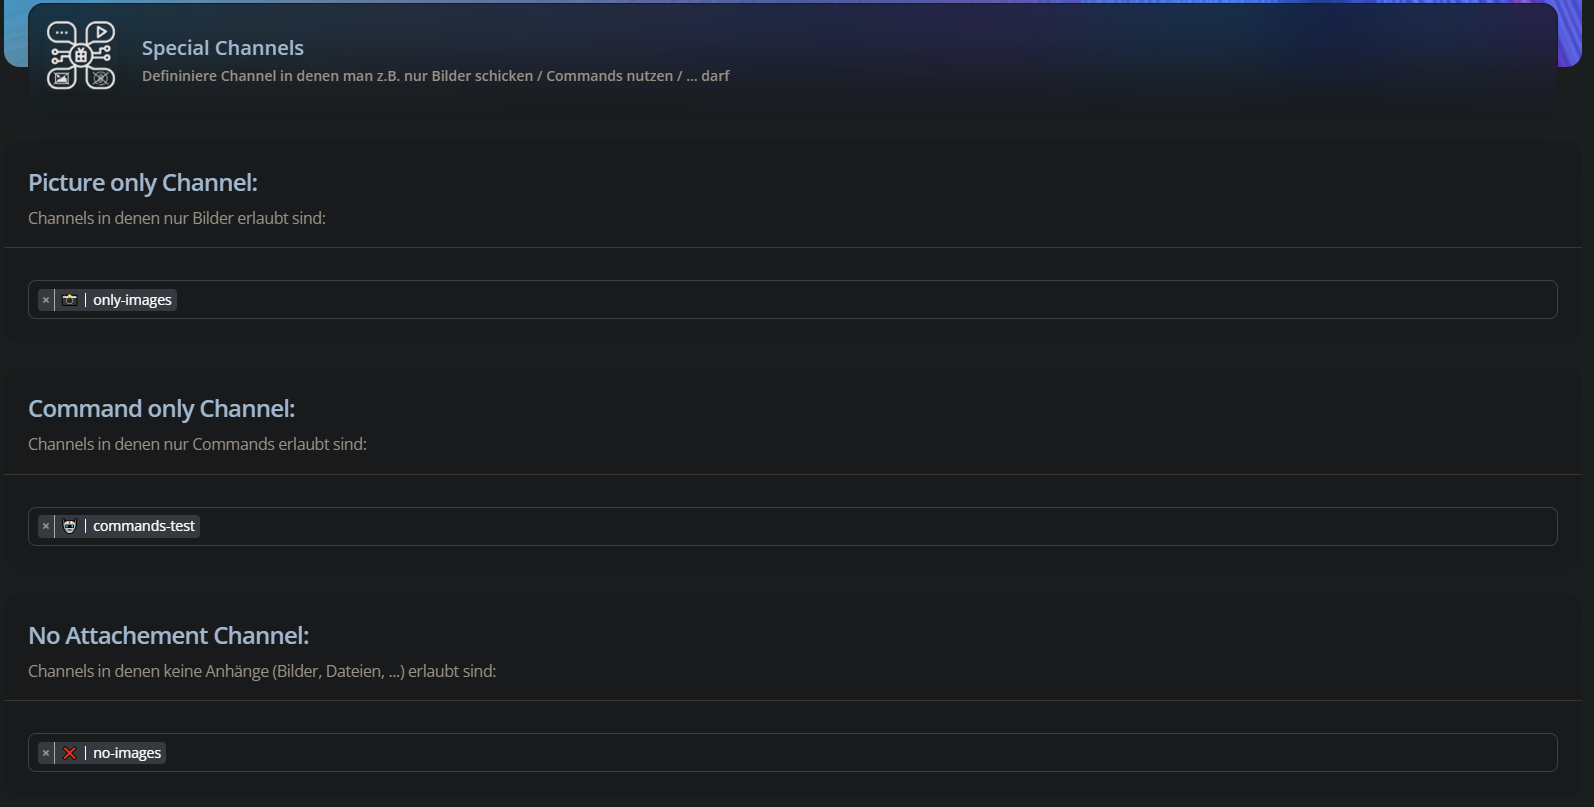 Special Channels
Defininiere Channel in denen man z.B. nur Bilder schicken / Commands nutzen / ... darf
Picture only Channel:
Channels in denen nur Bilder erlaubt sind:
× 📷 | only-images
Command only Channel:
Channels in denen nur Commands erlaubt sind:
× 🤖 | commands-test
No Attachement Channel:
Channels in denen keine Anhänge (Bilder, Dateien, ...) erlaubt sind:
× ❌ | no-images